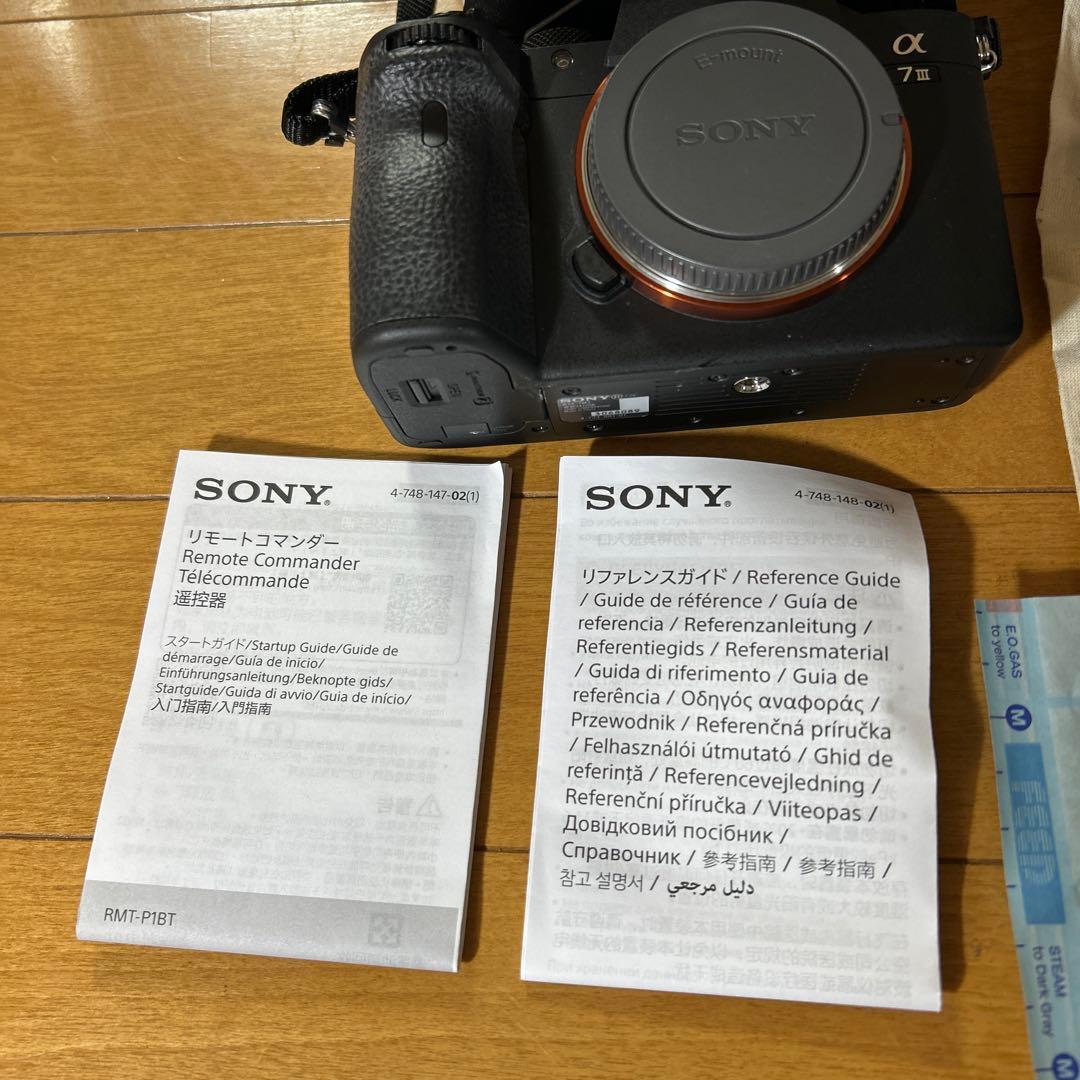 E-mount
SONY
α
7 III
SONY
SONY
4-748-147-02(1)
リモートコマンダー
Remote Commander
Télécommande
遥控器
スタートガイド/Startup Guide/Guide de
démarrage/Guía de inicio/
Einführungsanleitung/Beknopte gids/
Startguide/Guida di avvio/Guia de início/
入门指南/入門指南
RMT-P1BT
SONY
4-748-148-02(1)
リファレンスガイド / Reference Guide
/ Guide de référence / Guía de
referencia / Referenzanleitung /
Referentiegids / Referensmaterial
/ Guida di riferimento / Guia de
referência / Οδηγός αναφοράς /
Przewodnik / Referenčná príručka
/ Felhasználói útmutató / Ghid de
referință / Referencevejledning /
Referenční příručka / Viiteopas /
Довідковий посібник /
Справочник / 參考指南 / 参考指南 /
참고 설명서 / دليل مرجعي
E.O.GAS
to yellow
M
STEAM
to Dark Gray
M